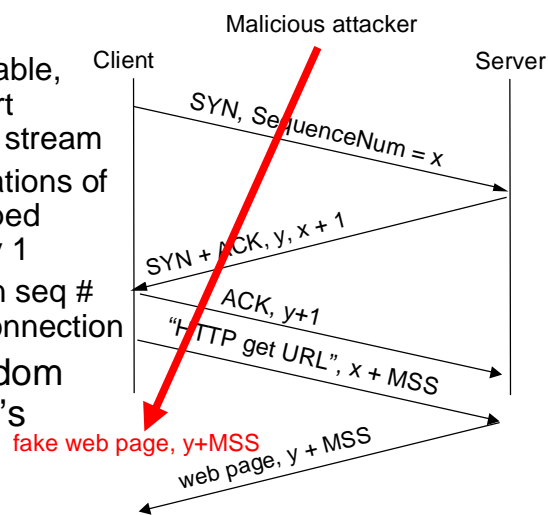 Malicious attacker
Client
Server
able,
rt
stream
SYN, SequenceNum = x
ations of
bed
y 1
SYN + ACK, y, x + 1
n seq #
onnection
ACK, y+1
“HTTP get URL”, x + MSS
dom
’s
fake web page, y+MSS
web page, y + MSS